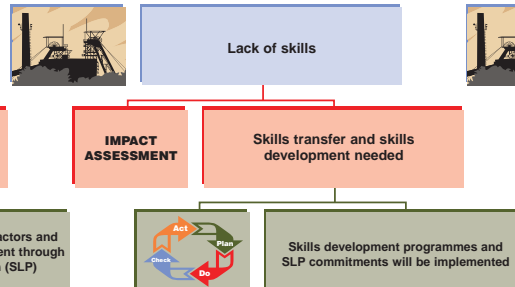 Lack of skills
IMPACT
ASSESSMENT
Skills transfer and skills
development needed
actors and
ent through
(SLP)
Act
Plan
Do
Check
Skills development programmes and
SLP commitments will be implemented